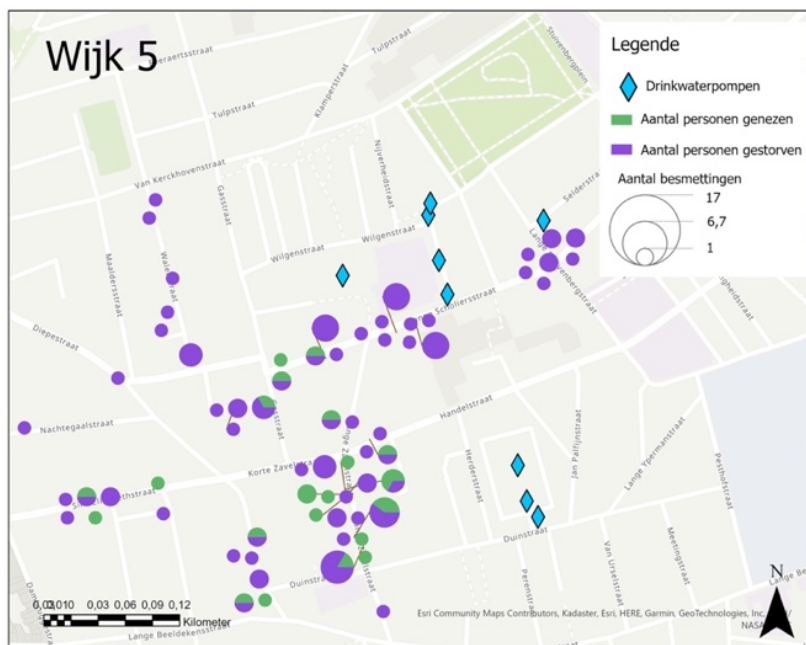 Wijk 5
Tulpstraat
Stuivenbergplein
Klamperstraat
Tulpstraat
Van Kerckhovenstraat
Nijverheidstraat
Gasstraat
Wilgenstraat
Wilgenstraat
Maaldersstraat
Diepestraat
Nachtegaalstraat
Handelstraat
Korte Zavelstraat
Jan Palfijnstraat
Lange Ypermanstraat
Herderstraat
Pesthofstraat
Duinstraat
Duinstraat
Perenstraat
Van Urselstraat
Meetingstraat
Lange Beeldekensstraat
Legende
Drinkwaterpompen
Aantal personen genezen
Aantal personen gestorven
Aantal besmettingen
17
6,7
1
0,03 0,06 0,09 0,12
Kilometer
N
Esri Community Maps Contributors, Kadaster, Esri, HERE, Garmin, GeoTechnologies, Inc,